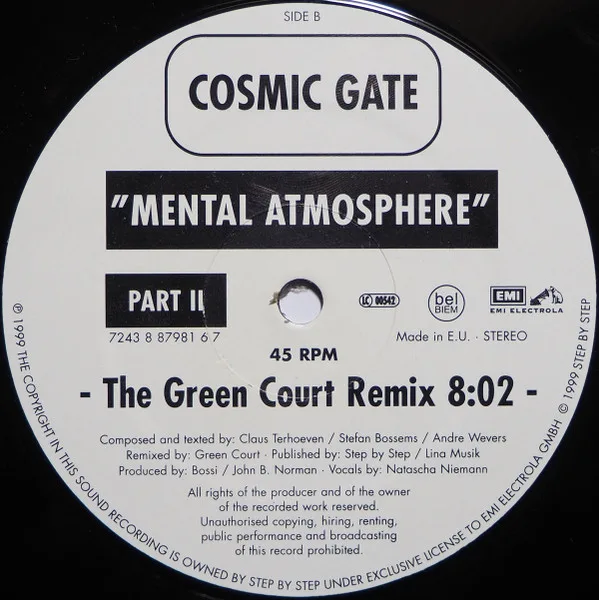 SIDE B
COSMIC GATE
"MENTAL ATMOSPHERE"
PART II
7243 8 87981 6 7
LC 00542
bel
BIEM
EMI
EMI ELECTROLA
Made in E.U. · STEREO
45 RPM
- The Green Court Remix 8:02 -
Composed and texted by: Claus Terhoeven / Stefan Bossems / Andre Wevers
Remixed by: Green Court · Published by: Step by Step / Lina Musik
Produced by: Bossi / John B. Norman · Vocals by: Natascha Niemann
All rights of the producer and of the owner
of the recorded work reserved.
Unauthorised copying, hiring, renting,
public performance and broadcasting
of this record prohibited.
℗ 1999 THE COPYRIGHT IN THIS SOUND RECORDING IS OWNED BY STEP BY STEP UNDER EXCLUSIVE LICENSE TO EMI ELECTROLA GMBH © 1999 STEP BY STEP